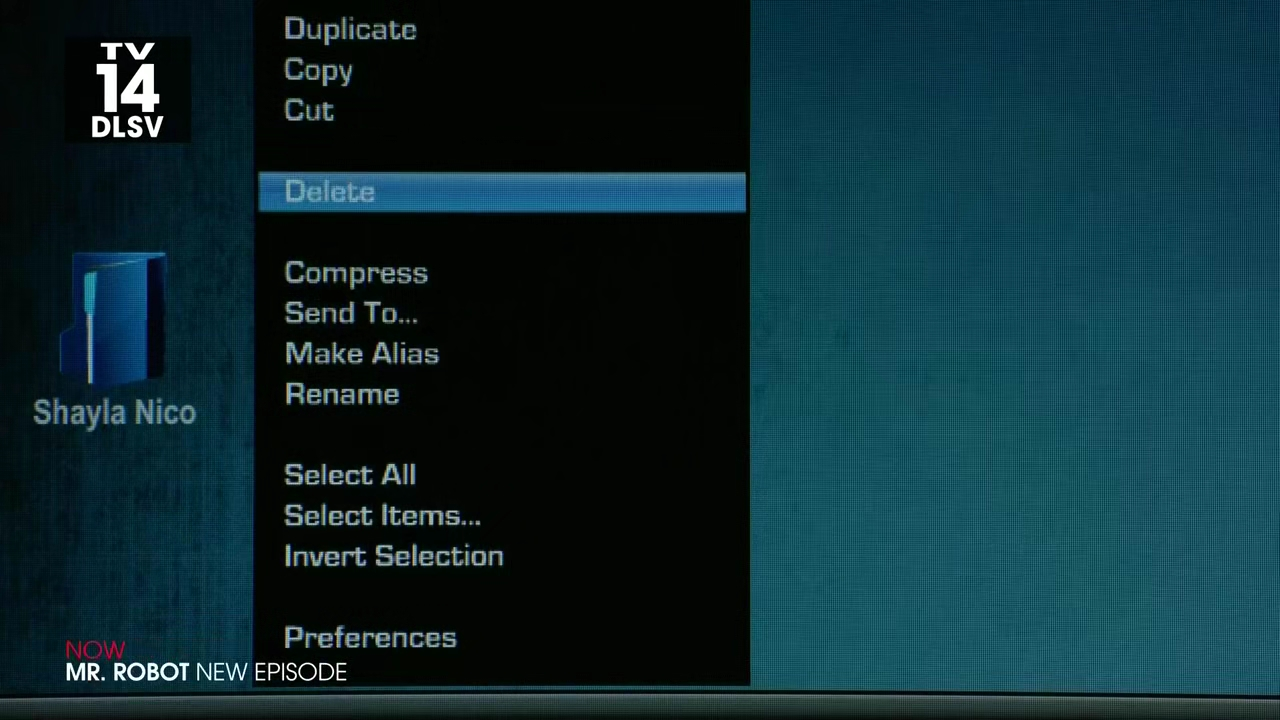 TV
14
DLSV
Duplicate
Copy
Cut
Delete
Compress
Send To...
Make Alias
Rename
Select All
Select Items...
Invert Selection
Preferences
Shayla Nico
NOW
MR. ROBOT NEW EPISODE